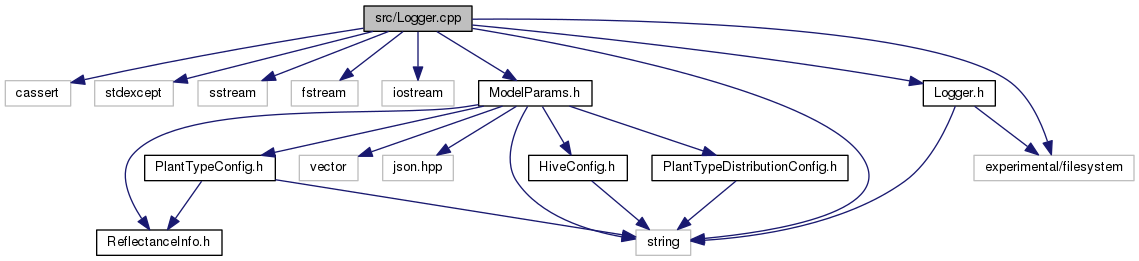 src/Logger.cpp
cassert
stdexcept
sstream
fstream
iostream
ModelParams.h
Logger.h
PlantTypeConfig.h
vector
json.hpp
HiveConfig.h
PlantTypeDistributionConfig.h
experimental/filesystem
ReflectanceInfo.h
string